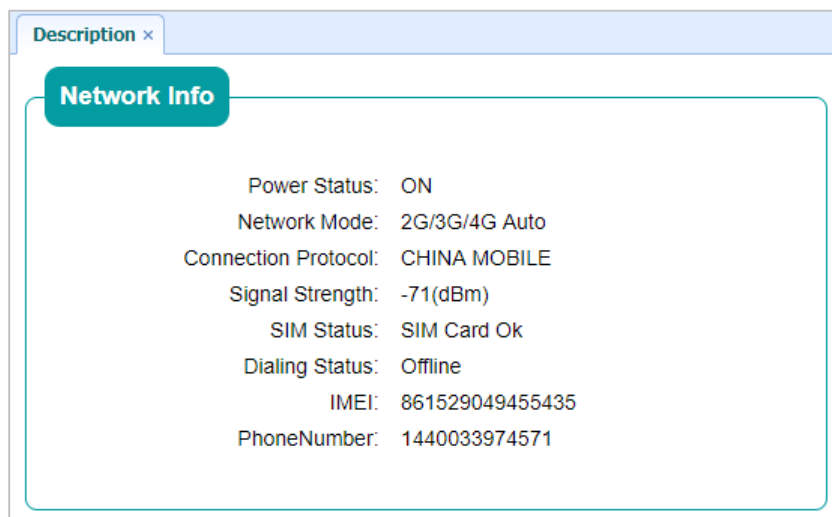 Description ×
Network Info
Power Status: ON
Network Mode: 2G/3G/4G Auto
Connection Protocol: CHINA MOBILE
Signal Strength: -71(dBm)
SIM Status: SIM Card Ok
Dialing Status: Offline
IMEI: 861529049455435
PhoneNumber: 1440033974571